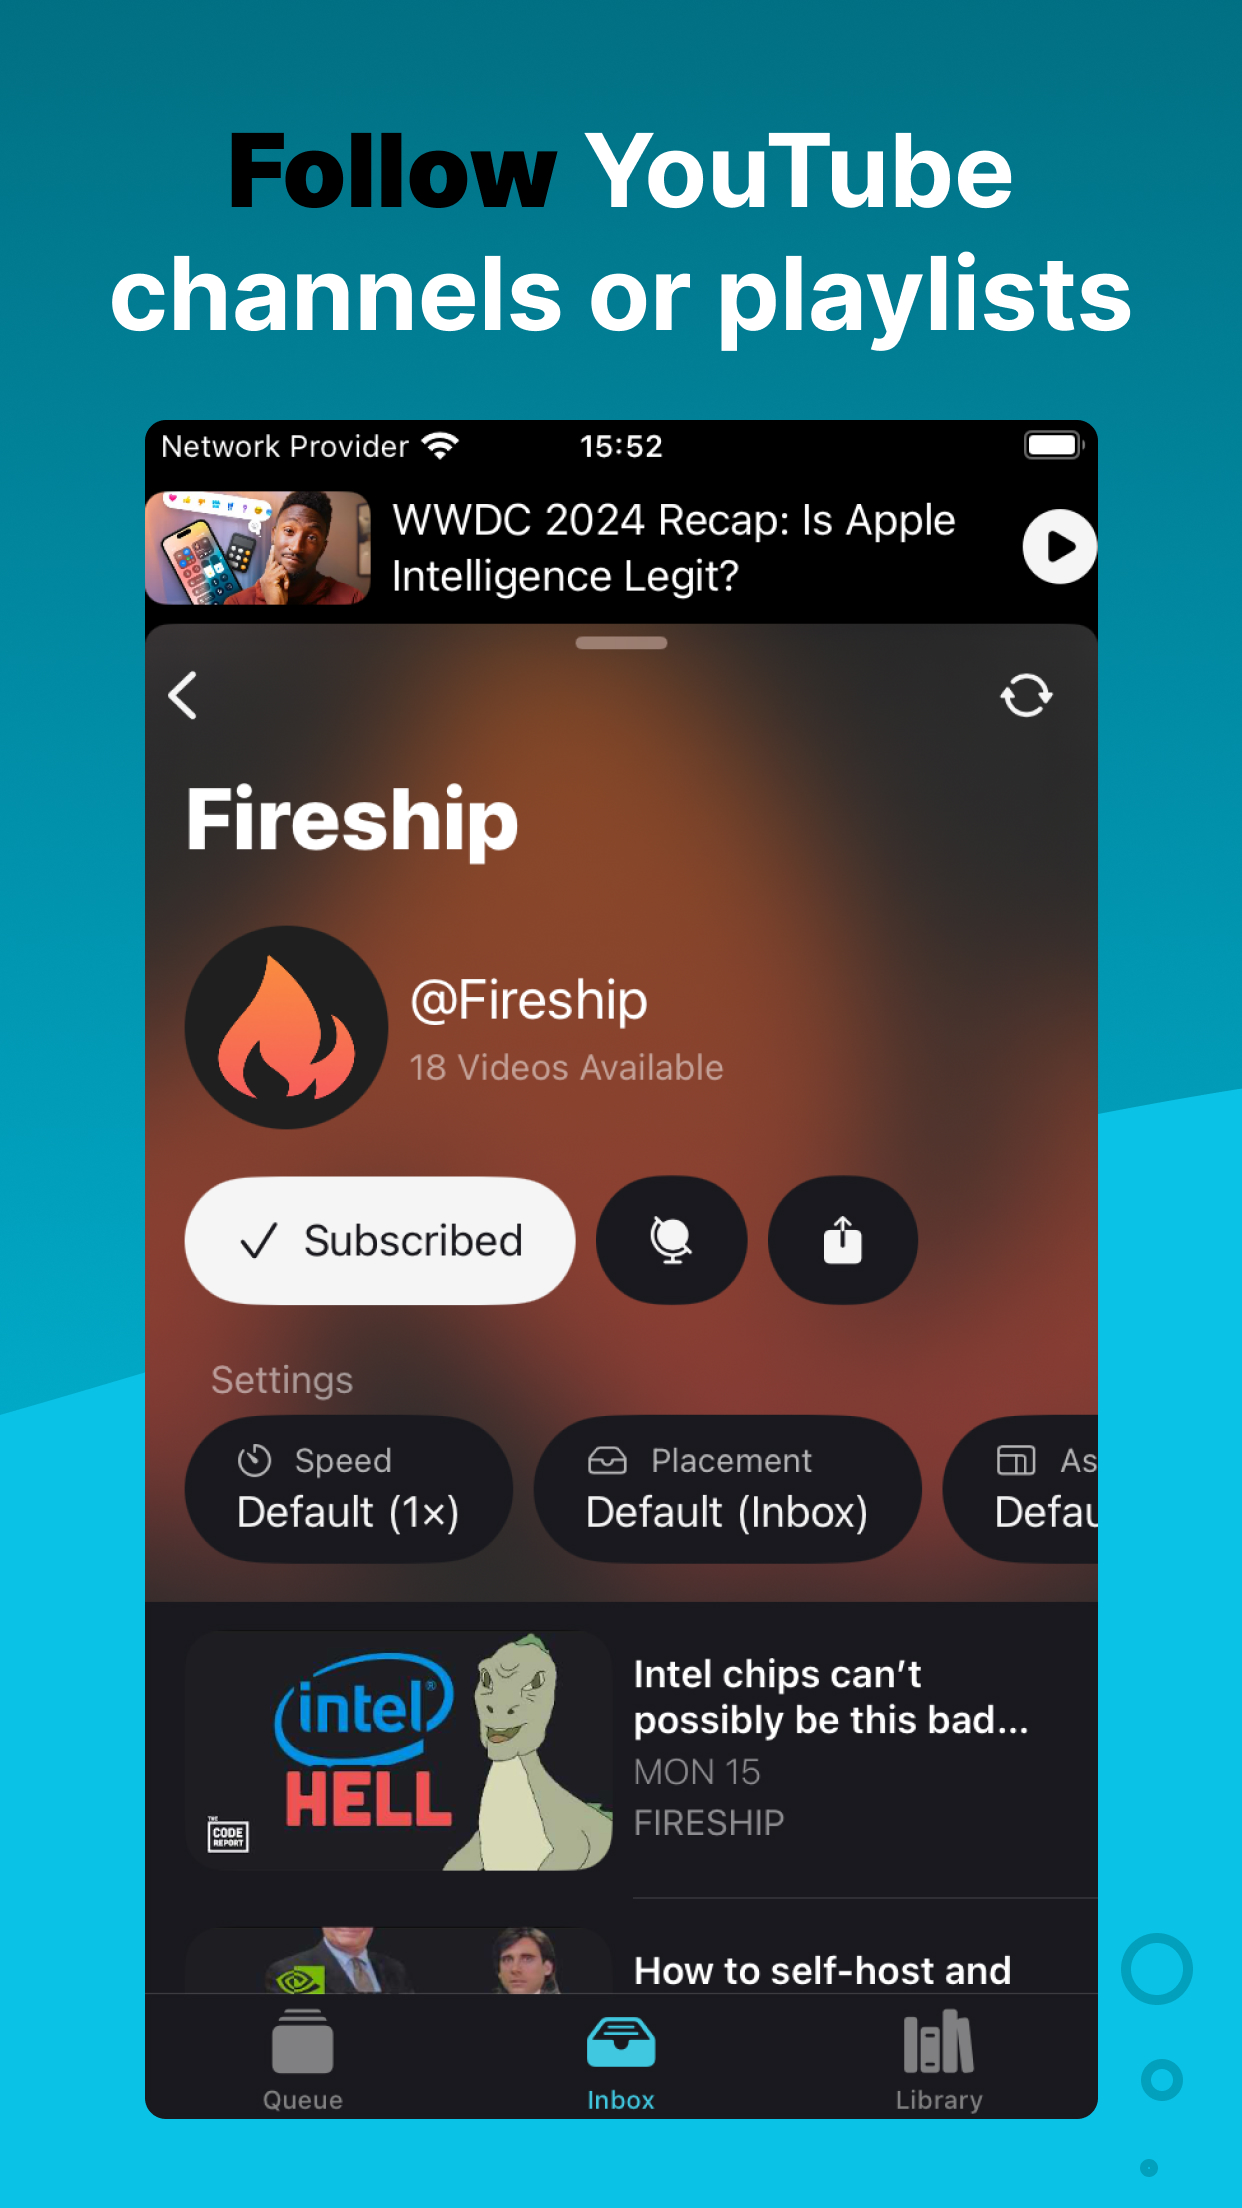 Follow YouTube
channels or playlists
Network Provider
15:52
WWDC 2024 Recap: Is Apple
Intelligence Legit?
Fireship
@Fireship
18 Videos Available
Subscribed
Settings
Speed
Default (1×)
Placement
Default (Inbox)
As
Defau
intel®
HELL
THE
CODE
REPORT
Intel chips can’t
possibly be this bad...
MON 15
FIRESHIP
How to self-host and
Queue
Inbox
Library